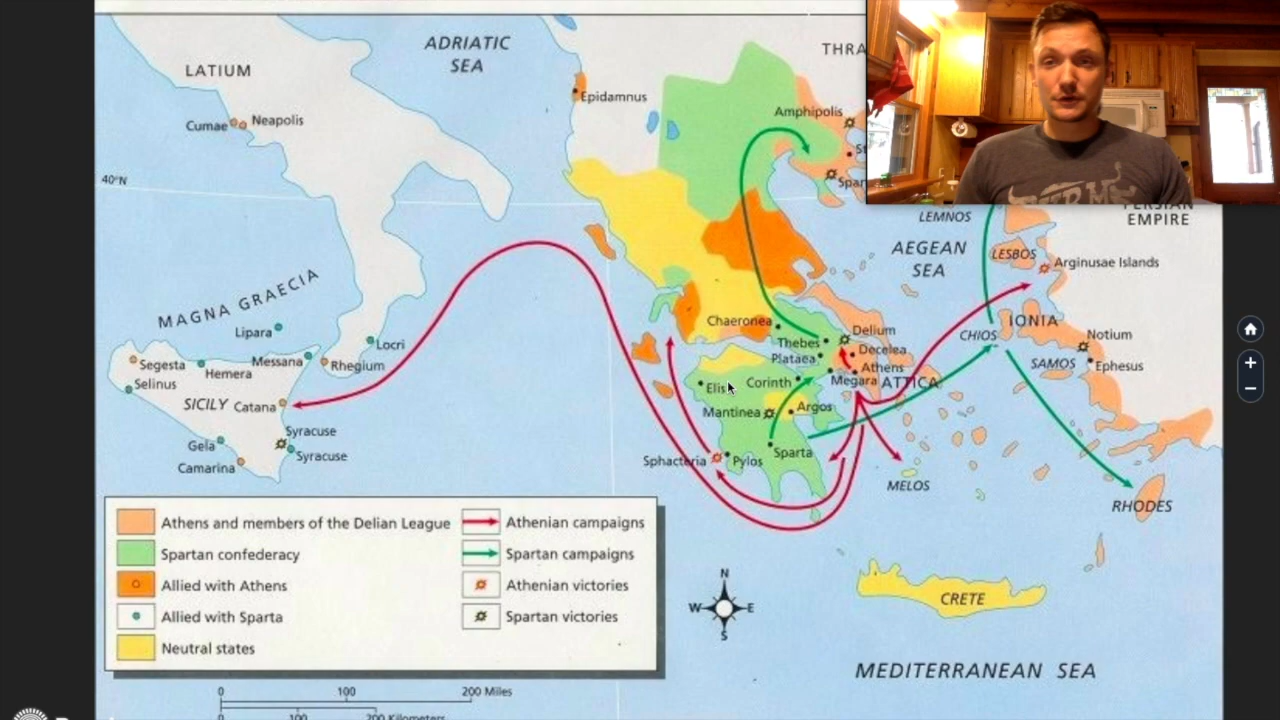 ADRIATIC
SEA
THRA
LATIUM
Epidamnus
Amphipolis
Cumae
Neapolis
St
40°N
Spar
LEMNOS
PERSIAN
EMPIRE
AEGEAN
SEA
LESBOS
Arginusae Islands
MAGNA GRAECIA
Lipara
Chaeronea
Delium
IONIA
CHIOS
Notium
Locri
Thebes
Decelea
Segesta
Messana
Rhegium
Plataea
Athens
SAMOS
Ephesus
Hemera
Selinus
Elis
Corinth
Megara
ATTICA
SICILY
Catana
Mantinea
Argos
Syracuse
Gela
Syracuse
Sparta
Camarina
Sphacteria
Pylos
MELOS
RHODES
Athens and members of the Delian League
Athenian campaigns
Spartan confederacy
Spartan campaigns
Allied with Athens
Athenian victories
Allied with Sparta
Spartan victories
Neutral states
N
W
E
S
CRETE
MEDITERRANEAN SEA
0 100 200 Miles
0 100 200 Kilometers